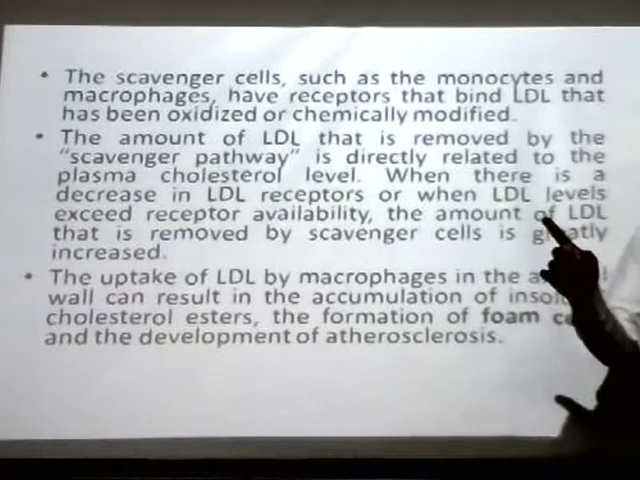 • The scavenger cells, such as the monocytes and
macrophages, have receptors that bind LDL that
has been oxidized or chemically modified.
• The amount of LDL that is removed by the
“scavenger pathway” is directly related to the
plasma cholesterol level. When there is a
decrease in LDL receptors or when LDL levels
exceed receptor availability, the amount of LDL
that is removed by scavenger cells is greatly
increased.
• The uptake of LDL by macrophages in the
wall can result in the accumulation of
cholesterol esters, the formation of foam
and the development of atherosclerosis.